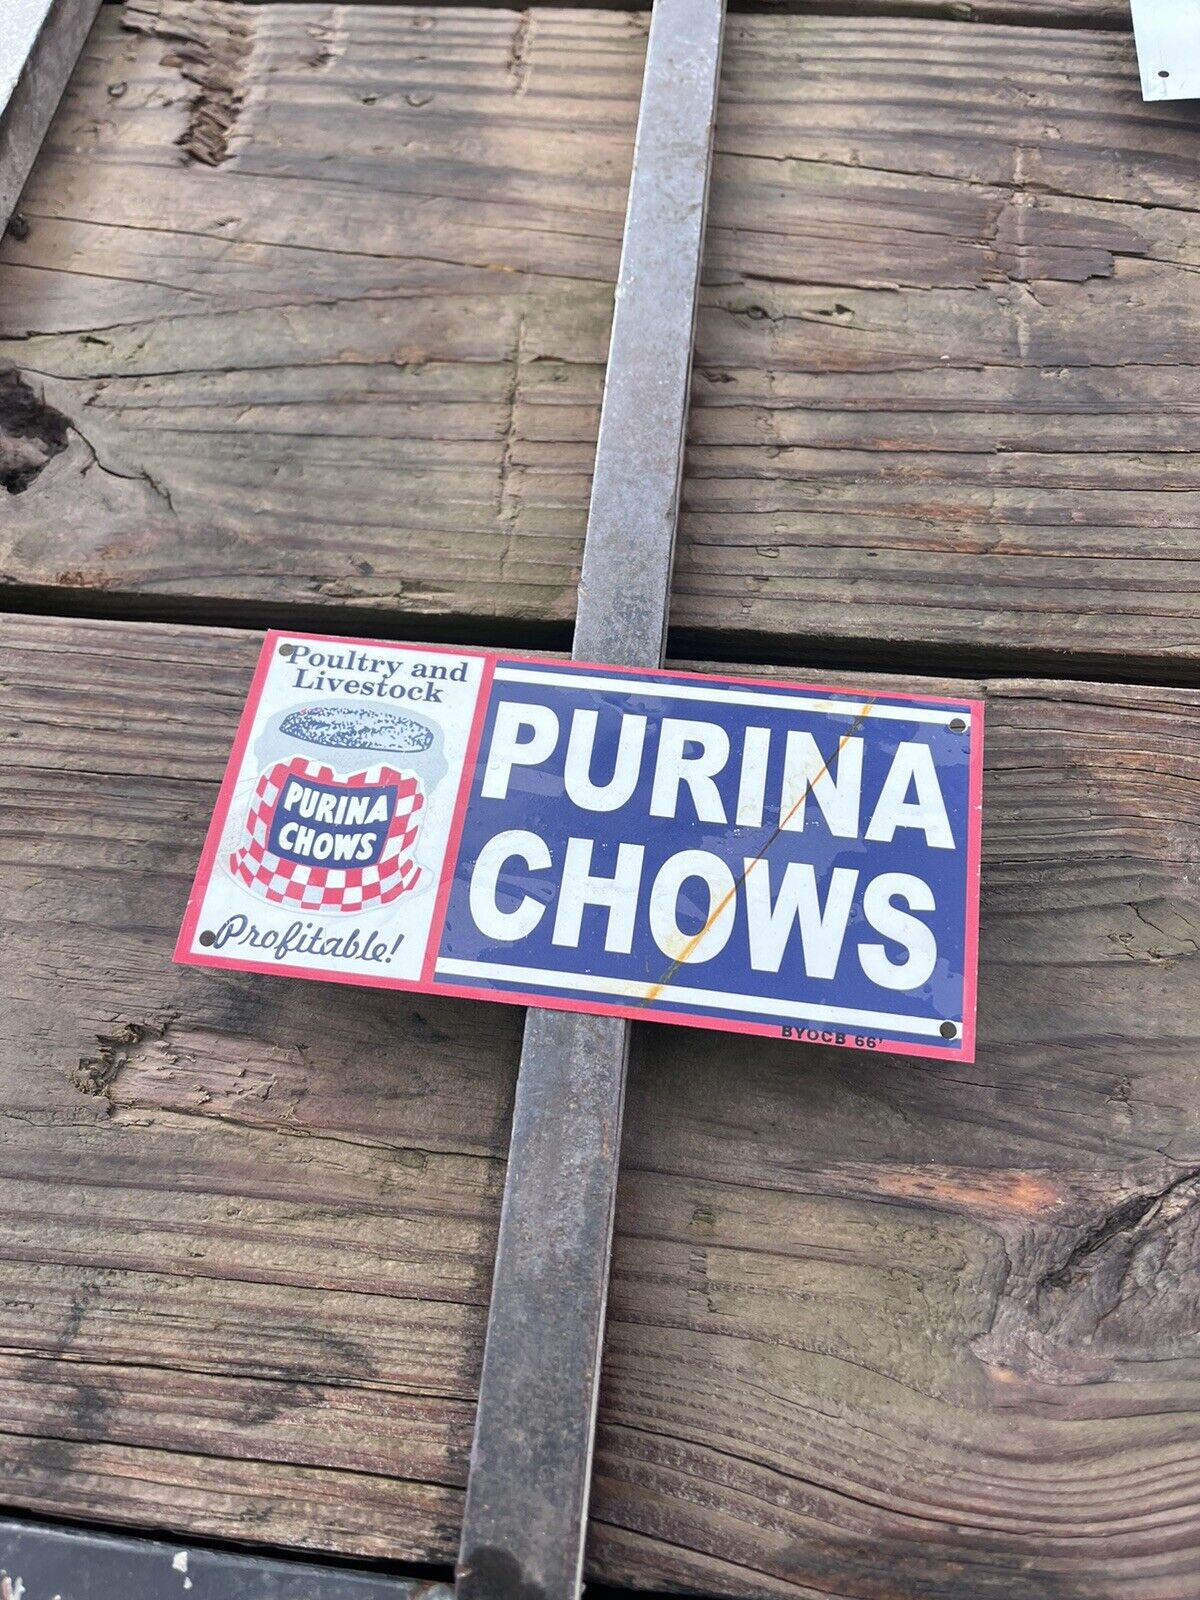 Poultry and
Livestock
PURINA
CHOWS
Profitable!
PURINA
CHOWS
BYOCB 66'